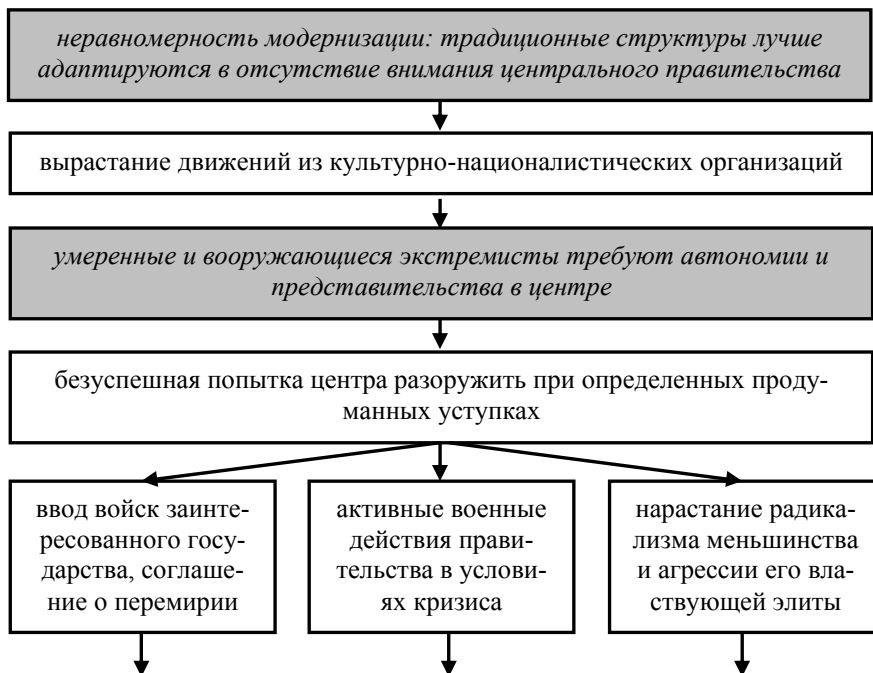 неравномерность модернизации: традиционные структуры лучше
адаптируются в отсутствие внимания центрального правительства
вырастание движений из культурно-националистических организаций
умеренные и вооружающиеся экстремисты требуют автономии и
представительства в центре
безуспешная попытка центра разоружить при определенных проду-
манных уступках
ввод войск заинте-
ресованного госу-
дарства, соглаше-
ние о перемирии
активные военные
действия прави-
тельства в услови-
ях кризиса
нарастание радика-
лизма меньшинства
и агрессии его вла-
ствующей элиты